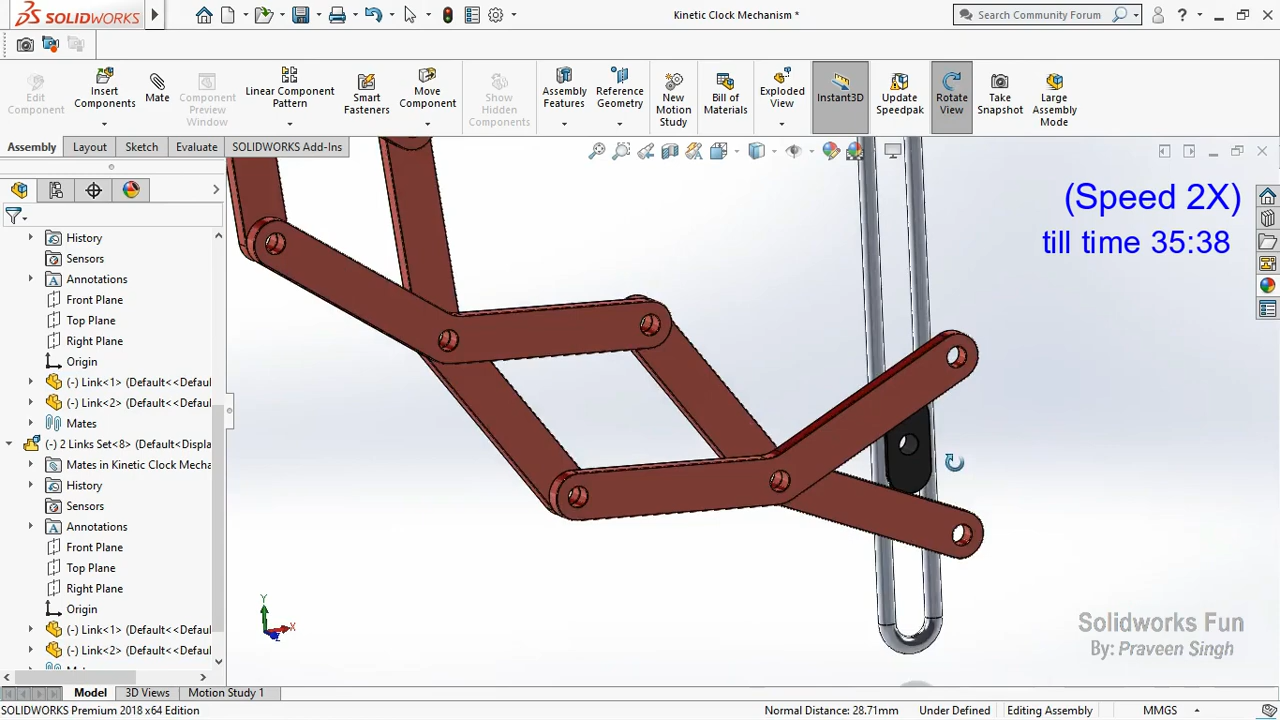 SOLIDWORKS
Kinetic Clock Mechanism *
Search Community Forum
?
Edit Component
Insert Components
Mate
Component Preview Window
Linear Component Pattern
Smart Fasteners
Move Component
Show Hidden Components
Assembly Features
Reference Geometry
New Motion Study
Bill of Materials
Exploded View
Instant3D
Update Speedpak
Rotate View
Take Snapshot
Large Assembly Mode
Assembly
Layout
Sketch
Evaluate
SOLIDWORKS Add-Ins
(Speed 2X)
till time 35:38
History
Sensors
Annotations
Front Plane
Top Plane
Right Plane
Origin
(-) Link<1> (Default<<Defaul
(-) Link<2> (Default<<Defaul
Mates
(-) 2 Links Set<8> (Default<Displa
Mates in Kinetic Clock Mecha
History
Sensors
Annotations
Front Plane
Top Plane
Right Plane
Origin
(-) Link<1> (Default<<Defaul
(-) Link<2> (Default<<Defaul
Y
X
Z
Solidworks Fun
By: Praveen Singh
Model
3D Views
Motion Study 1
SOLIDWORKS Premium 2018 x64 Edition
Normal Distance: 28.71mm
Under Defined
Editing Assembly
MMGS